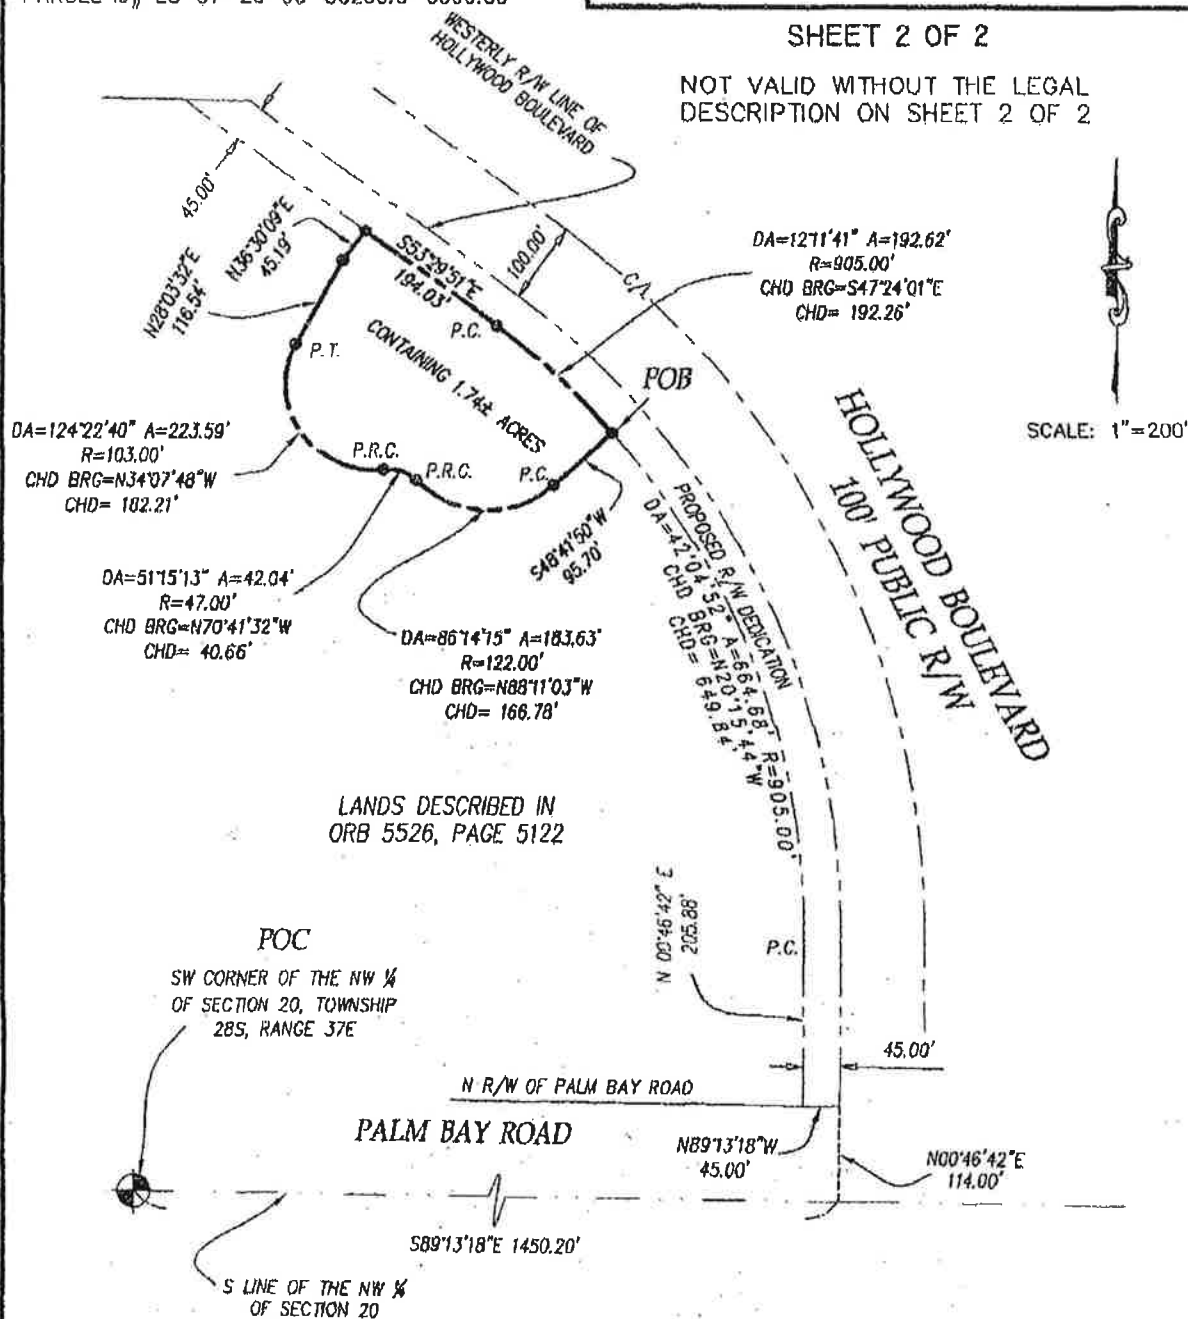 SHEET 2 OF 2
NOT VALID WITHOUT THE LEGAL
DESCRIPTION ON SHEET 2 OF 2
WESTERLY R/W LINE OF
HOLLYWOOD BOULEVARD
45.00'
N36°30'09"E
45.19'
N28°03'32"E
116.54'
S53°29'51"E
194.03'
100.00'
C/L
DA=12°11'41" A=192.62'
R=905.00'
CHD BRG=S47°24'01"E
CHD= 192.26'
P.C.
P.T.
CONTAINING 1.74± ACRES
POB
SCALE: 1"=200'
HOLLYWOOD BOULEVARD
100' PUBLIC R/W
DA=124°22'40" A=223.59'
R=103.00'
CHD BRG=N34°07'48"W
CHD= 182.21'
P.R.C.
P.R.C.
P.C.
S48°41'50"W
95.70'
PROPOSED R/W DEDICATION
DA=42°04'52" A=664.68' R=905.00'
CHD BRG=N20°15'44"W
CHD= 649.84'
DA=51°15'13" A=42.04'
R=47.00'
CHD BRG=N70°41'32"W
CHD= 40.66'
DA=86°14'15" A=183.63'
R=122.00'
CHD BRG=N88°11'03"W
CHD= 166.78'
LANDS DESCRIBED IN
ORB 5526, PAGE 5122
N 00°46'42" E
205.88'
P.C.
POC
SW CORNER OF THE NW ¼
OF SECTION 20, TOWNSHIP
28S, RANGE 37E
45.00'
N R/W OF PALM BAY ROAD
PALM BAY ROAD
N89°13'18"W
45.00'
N00°46'42"E
114.00'
S89°13'18"E 1450.20'
S LINE OF THE NW ¼
OF SECTION 20